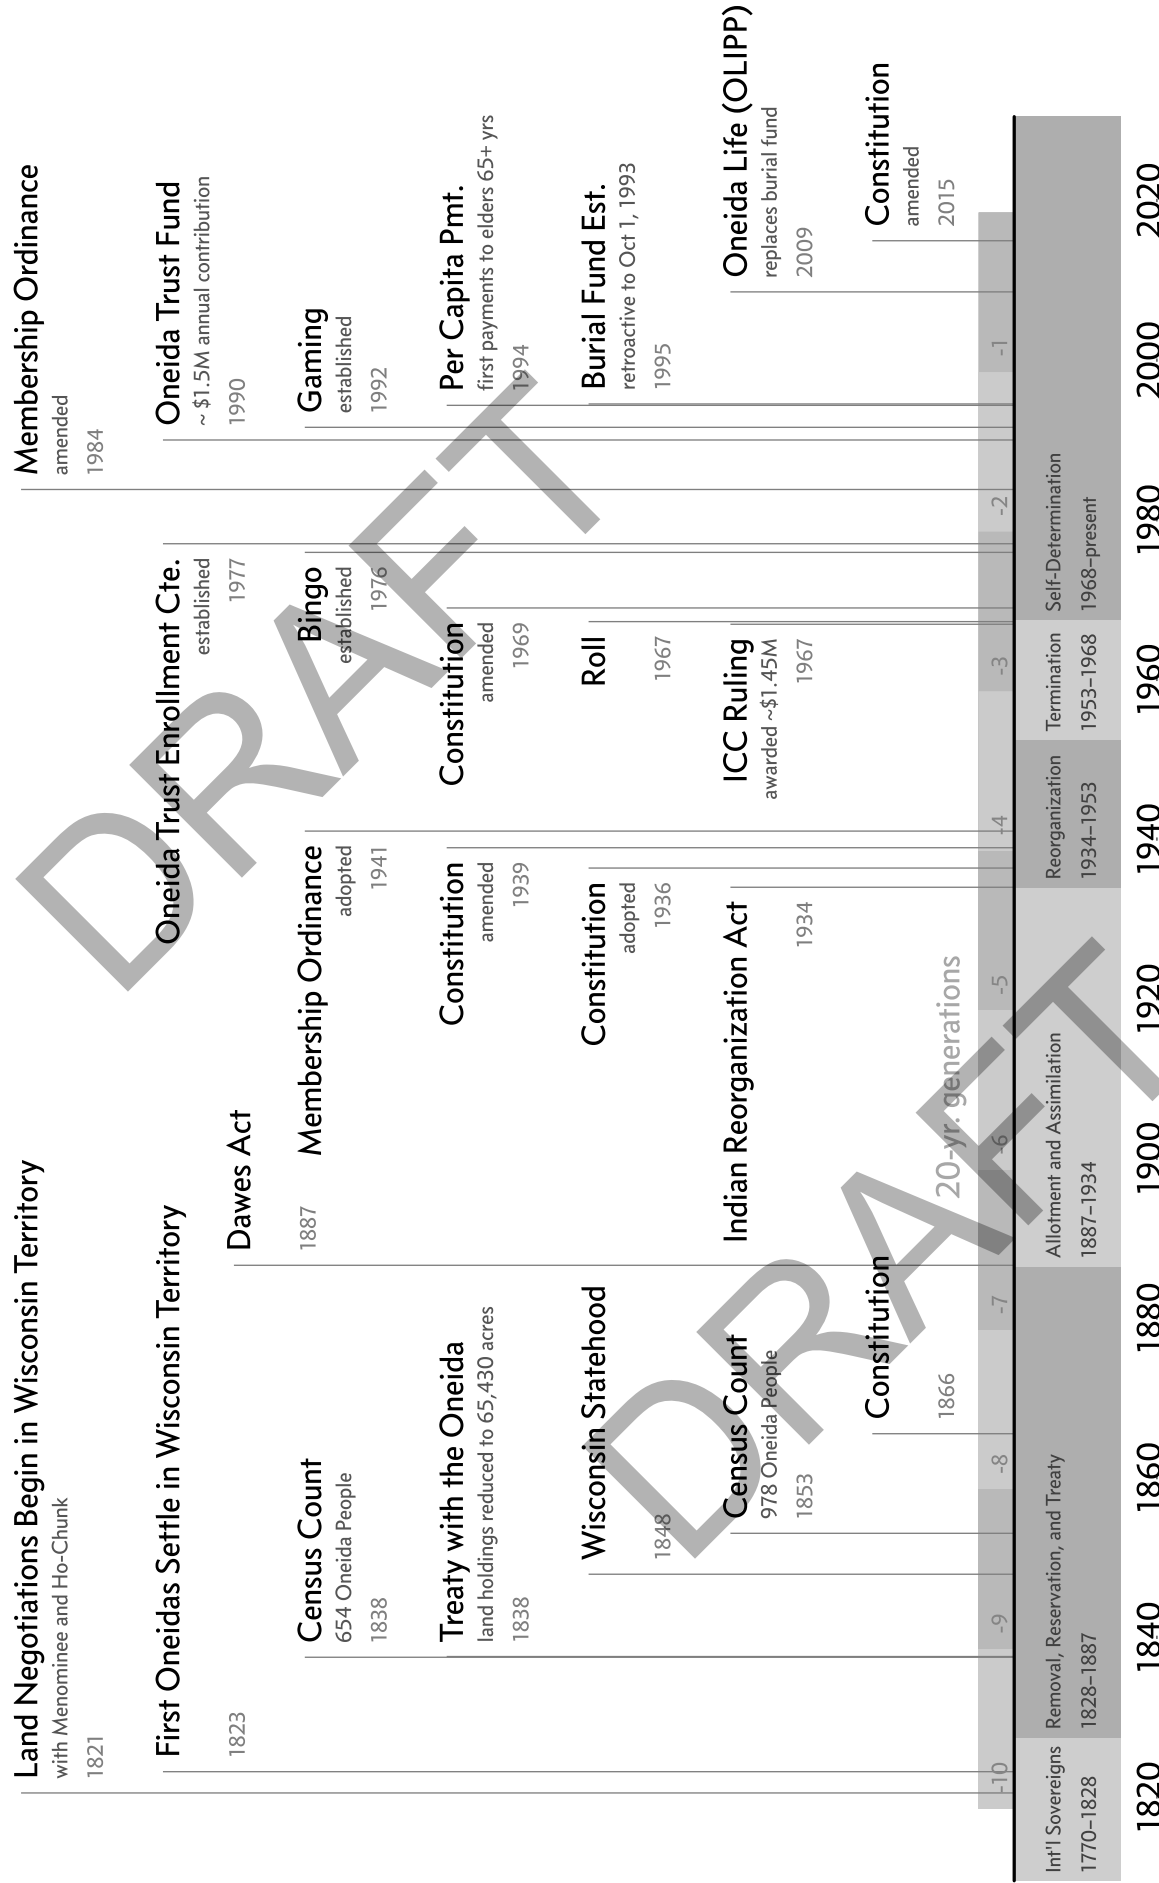 Land Negotiations Begin in Wisconsin Territory
with Menominee and Ho-Chunk
1821
First Oneidas Settle in Wisconsin Territory
1823
Dawes Act
1887
Census Count
654 Oneida People
1838
Treaty with the Oneida
land holdings reduced to 65,430 acres
1838
Wisconsin Statehood
1848
Census Count
978 Oneida People
1853
Constitution
1866
Membership Ordinance
adopted
1941
Constitution
amended
1939
Constitution
adopted
1936
Indian Reorganization Act
1934
Oneida Trust Enrollment Cte.
established
1977
Bingo
established
1976
Constitution
amended
1969
Roll
1967
ICC Ruling
awarded ~$1.45M
1967
Membership Ordinance
amended
1984
Oneida Trust Fund
~ $1.5M annual contribution
1990
Gaming
established
1992
Per Capita Pmt.
first payments to elders 65+ yrs
1994
Burial Fund Est.
retroactive to Oct 1, 1993
1995
Oneida Life (OLIPP)
replaces burial fund
2009
Constitution
amended
2015
20-yr. generations
-10 -9 -8 -7 -6 -5 -4 -3 -2 -1
Int'l Sovereigns
1770–1828
Removal, Reservation, and Treaty
1828–1887
Allotment and Assimilation
1887–1934
Reorganization
1934–1953
Termination
1953–1968
Self-Determination
1968–present
1820 1840 1860 1880 1900 1920 1940 1960 1980 2000 2020
DRAFT
DRAFT